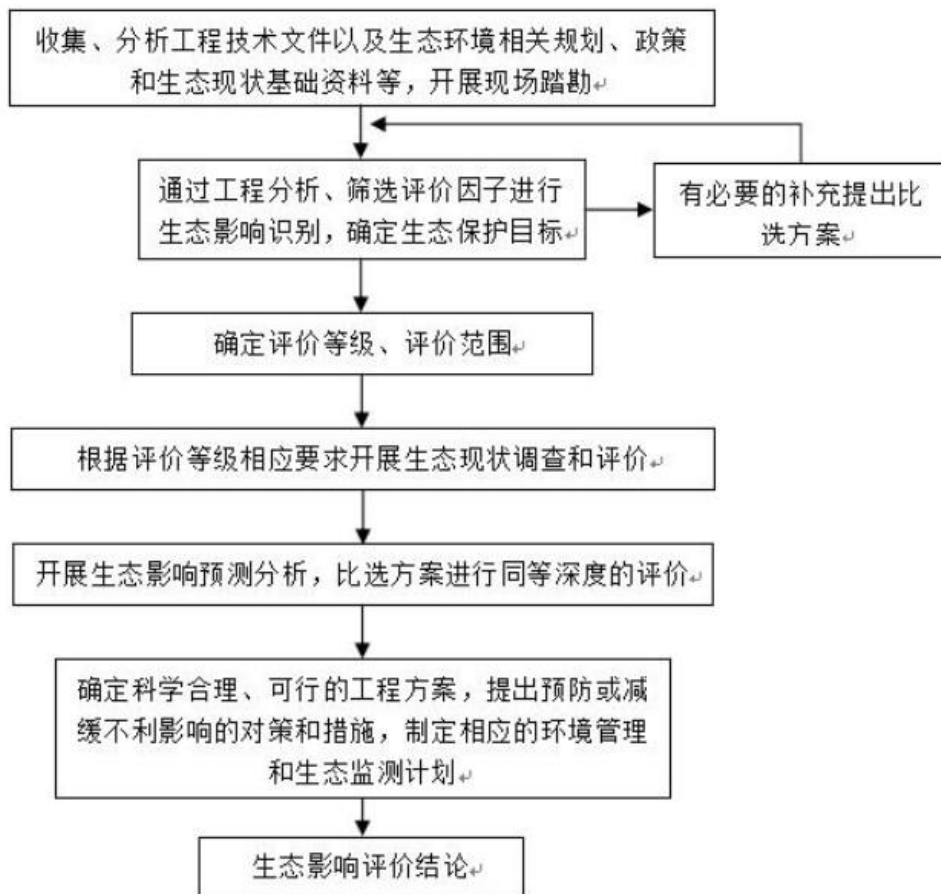 收集、分析工程技术文件以及生态环境相关规划、政策
和生态现状基础资料等，开展现场踏勘
通过工程分析、筛选评价因子进行
生态影响识别，确定生态保护目标
有必要的补充提出比
选方案
确定评价等级、评价范围
根据评价等级相应要求开展生态现状调查和评价
开展生态影响预测分析，比选方案进行同等深度的评价
确定科学合理、可行的工程方案，提出预防或减
缓不利影响的对策和措施，制定相应的环境管理
和生态监测计划
生态影响评价结论